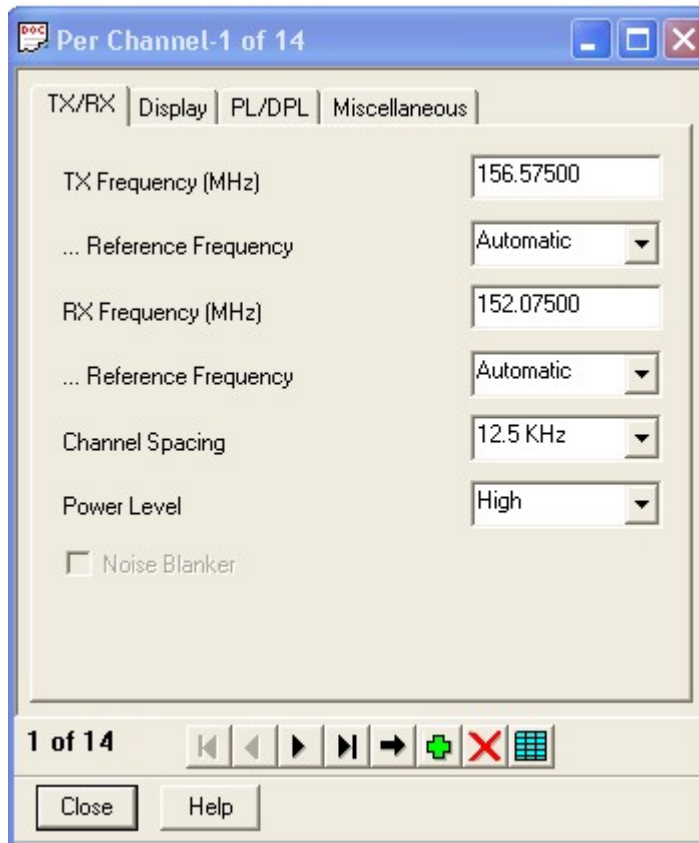 DOC
Per Channel-1 of 14
TX/RX Display PL/DPL Miscellaneous
TX Frequency (MHz) 156.57500
... Reference Frequency Automatic
RX Frequency (MHz) 152.07500
... Reference Frequency Automatic
Channel Spacing 12.5 KHz
Power Level High
Noise Blanker
1 of 14
Close Help